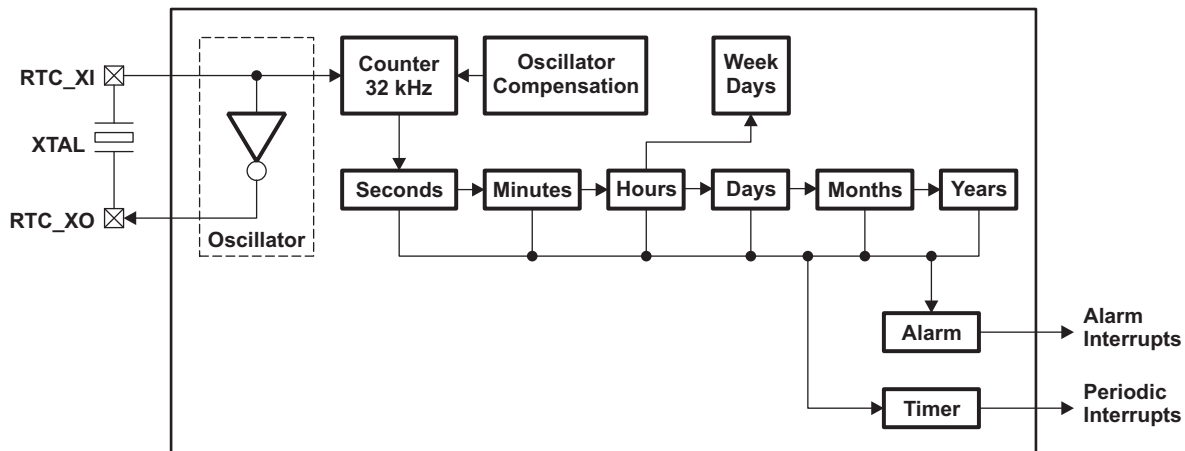 RTC_XI
XTAL
RTC_XO
Oscillator
Counter
32 kHz
Oscillator
Compensation
Week
Days
Seconds
Minutes
Hours
Days
Months
Years
Alarm
Alarm
Interrupts
Timer
Periodic
Interrupts